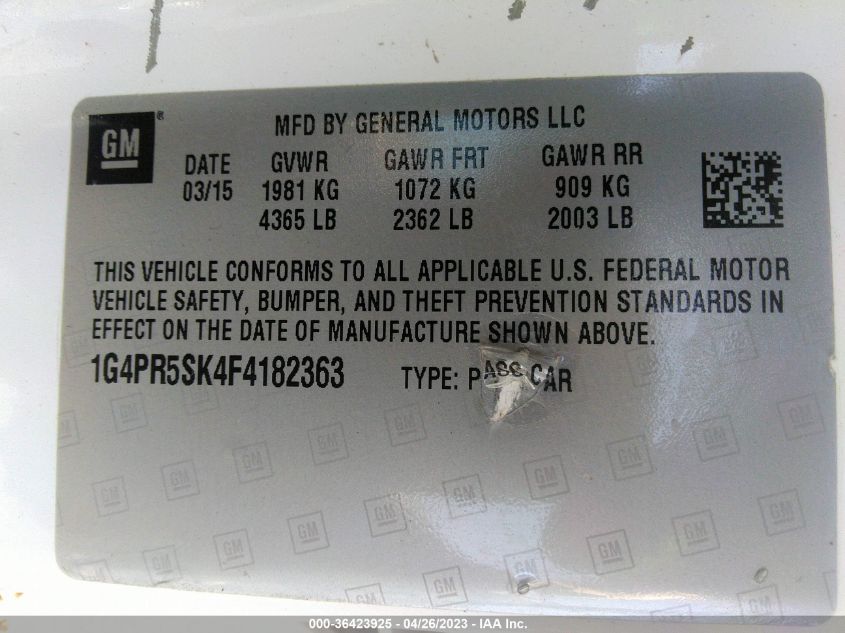 GM®
MFD BY GENERAL MOTORS LLC
DATE GVWR GAWR FRT GAWR RR
03/15 1981 KG 1072 KG 909 KG
4365 LB 2362 LB 2003 LB
THIS VEHICLE CONFORMS TO ALL APPLICABLE U.S. FEDERAL MOTOR
VEHICLE SAFETY, BUMPER, AND THEFT PREVENTION STANDARDS IN
EFFECT ON THE DATE OF MANUFACTURE SHOWN ABOVE.
1G4PR5SK4F4182363 TYPE: PASS CAR
000-36423925 - 04/26/2023 - IAA Inc.